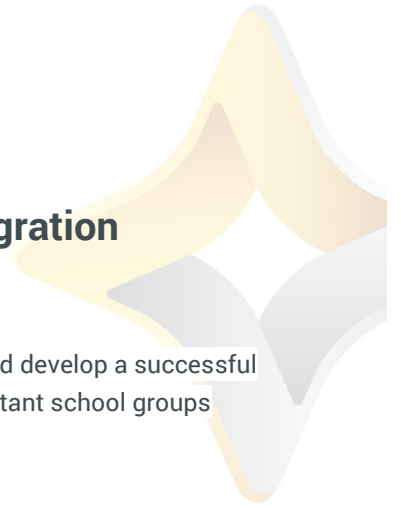 gration
d develop a successful
tant school groups